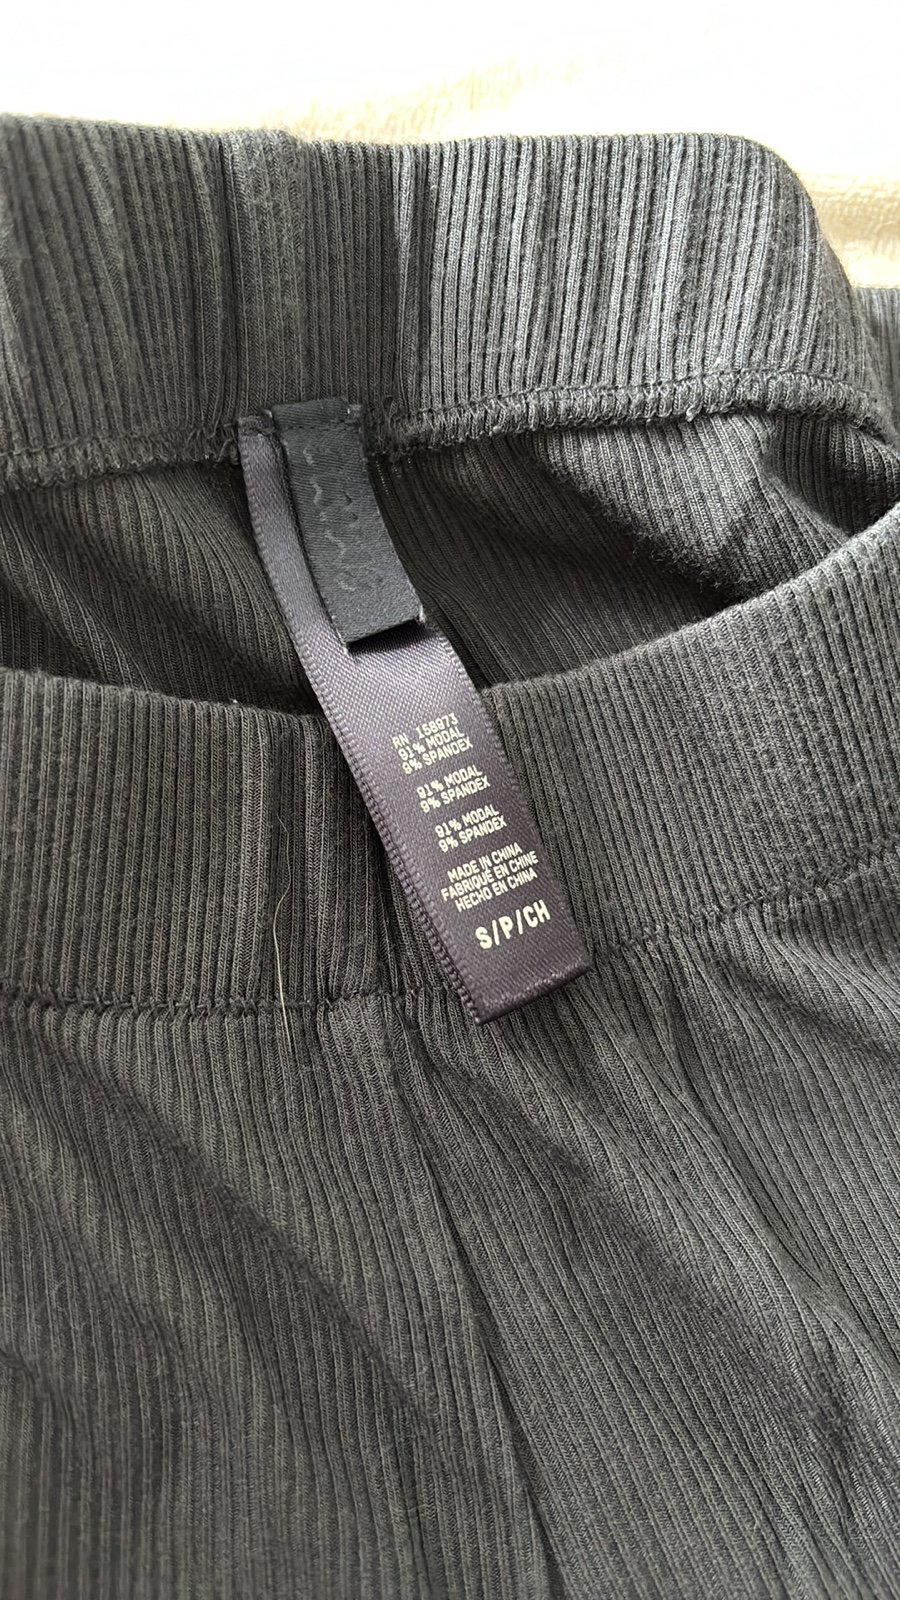 RN 158973
91% MODAL
9% SPANDEX
91% MODAL
9% SPANDEX
91% MODAL
9% SPANDEX
MADE IN CHINA
FABRIQUÉ EN CHINE
HECHO EN CHINA
S/P/CH